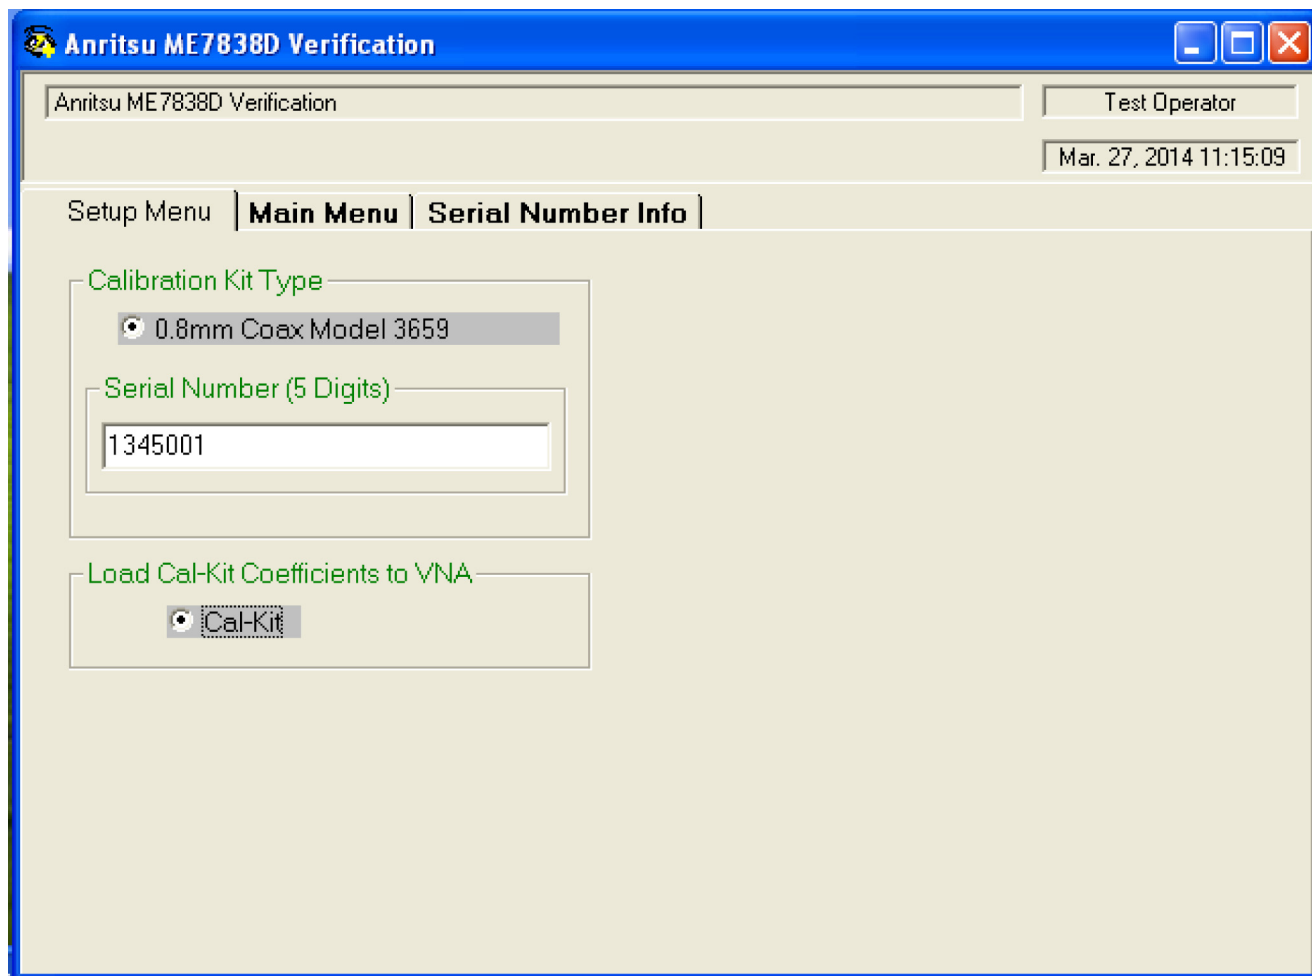 Anritsu ME7838D Verification
Anritsu ME7838D Verification
Test Operator
Mar. 27, 2014 11:15:09
Setup Menu Main Menu Serial Number Info
Calibration Kit Type
0.8mm Coax Model 3659
Serial Number (5 Digits)
1345001
Load Cal-Kit Coefficients to VNA
Cal-Kit